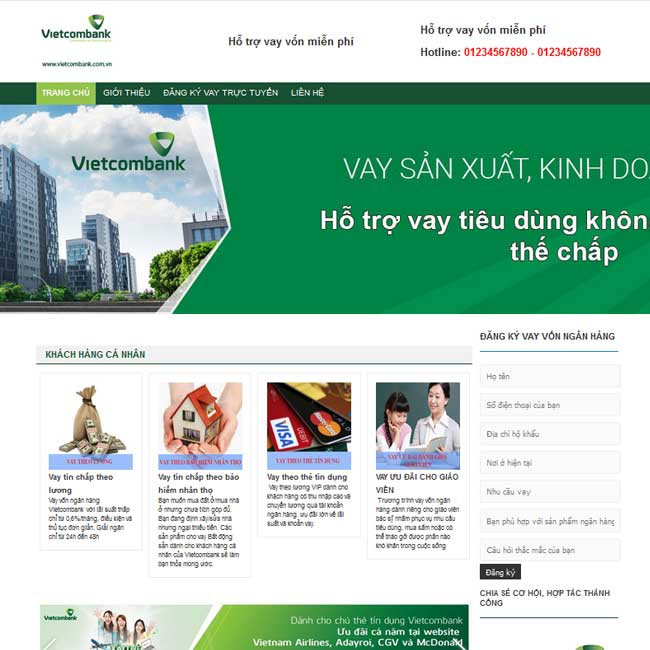 Vietcombank
www.vietcombank.com.vn
Hỗ trợ vay vốn miễn phí
Hỗ trợ vay vốn miễn phí
Hotline: 01234567890 - 01234567890
TRANG CHỦ GIỚI THIỆU ĐĂNG KÝ VAY TRỰC TUYẾN LIÊN HỆ
Vietcombank
VAY SẢN XUẤT, KINH DOA
Hỗ trợ vay tiêu dùng khôn
thế chấp
KHÁCH HÀNG CÁ NHÂN
VAY THEO LƯƠNG
Vay tín chấp theo
lương
Vay vốn ngân hàng
Vietcombank với lãi suất thấp
chỉ từ 0,6%/tháng, điều kiện và
thủ tục đơn giản. Giải ngân
chỉ từ 24h đến 48h
VAY THEO BẢO HIỂM NHÂN THỌ
Vay tín chấp theo bảo
hiểm nhân thọ
Bạn muốn mua đất ở,mua nhà
ở nhưng chưa tích góp đủ.
Bạn đang định xây/sửa nhà
nhưng ngại thiếu tiền. Các
sản phẩm cho vay Bất động
sản dành cho khách hàng cá
nhân của Vietcombank sẽ làm
bạn thỏa mong ước.
VISA
DEBIT
MasterCard
VAY THEO THẺ TÍN DỤNG
Vay theo thẻ tín dụng
Vay theo lương VIP dành cho
khách hàng có thu nhập cao và
chuyển lương qua tài khoản
ngân hàng, ưu đãi lớn về lãi
suất và khoản vay.
VAY ƯU ĐÃI DÀNH CHO
GIÁO VIÊN
VAY ƯU ĐÃI CHO GIÁO
VIÊN
Trương trình vay vốn ngân
hàng dành riêng cho giáo viên
bác sỹ nhằm phục vụ nhu cầu
tiêu dùng, mua sắm hoặc có
thể tháo gỡ được phần nào
khó khăn trong cuộc sống
ĐĂNG KÝ VAY VỐN NGÂN HÀNG
Họ tên
Số điện thoại của bạn
Địa chỉ hộ khẩu
Nơi ở hiện tại
Nhu cầu vay
Bạn phù hợp với sản phẩm ngân hàng
Câu hỏi thắc mắc của bạn
Đăng ký
CHIA SẺ CƠ HỘI, HỢP TÁC THÀNH
CÔNG
Vietcombank
Dành cho chủ thẻ tín dụng Vietcombank
Ưu đãi cả năm tại website
Vietnam Airlines, Adayroi, CGV và McDonald